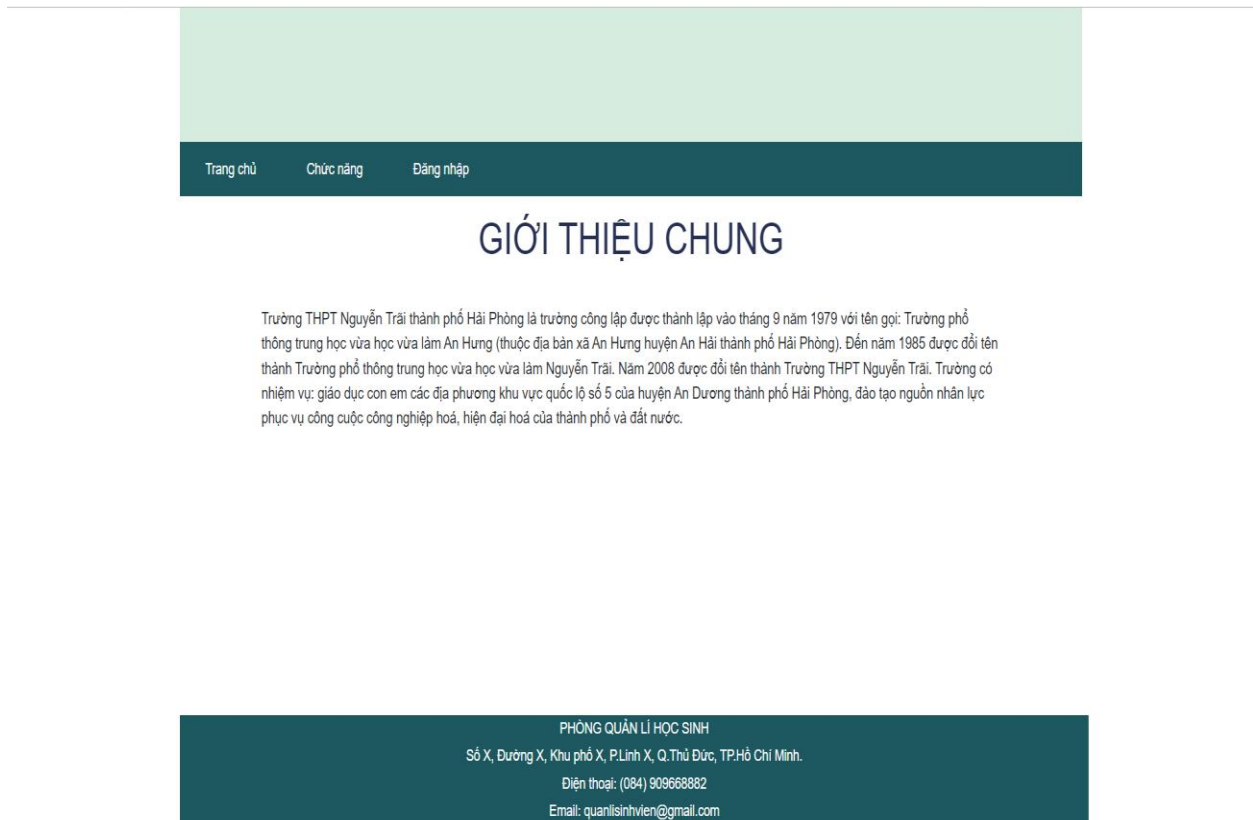 Trang chủ Chức năng Đăng nhập
GIỚI THIỆU CHUNG
Trường THPT Nguyễn Trãi thành phố Hải Phòng là trường công lập được thành lập vào tháng 9 năm 1979 với tên gọi: Trường phổ
thông trung học vừa học vừa làm An Hưng (thuộc địa bàn xã An Hưng huyện An Hải thành phố Hải Phòng). Đến năm 1985 được đổi tên
thành Trường phổ thông trung học vừa học vừa làm Nguyễn Trãi. Năm 2008 được đổi tên thành Trường THPT Nguyễn Trãi. Trường có
nhiệm vụ: giáo dục con em các địa phương khu vực quốc lộ số 5 của huyện An Dương thành phố Hải Phòng, đào tạo nguồn nhân lực
phục vụ công cuộc công nghiệp hoá, hiện đại hoá của thành phố và đất nước.
PHÒNG QUẢN LÍ HỌC SINH
Số X, Đường X, Khu phố X, P.Linh X, Q.Thủ Đức, TP.Hồ Chí Minh.
Điện thoại: (084) 909668882
Email: quanlisinhvien@gmail.com